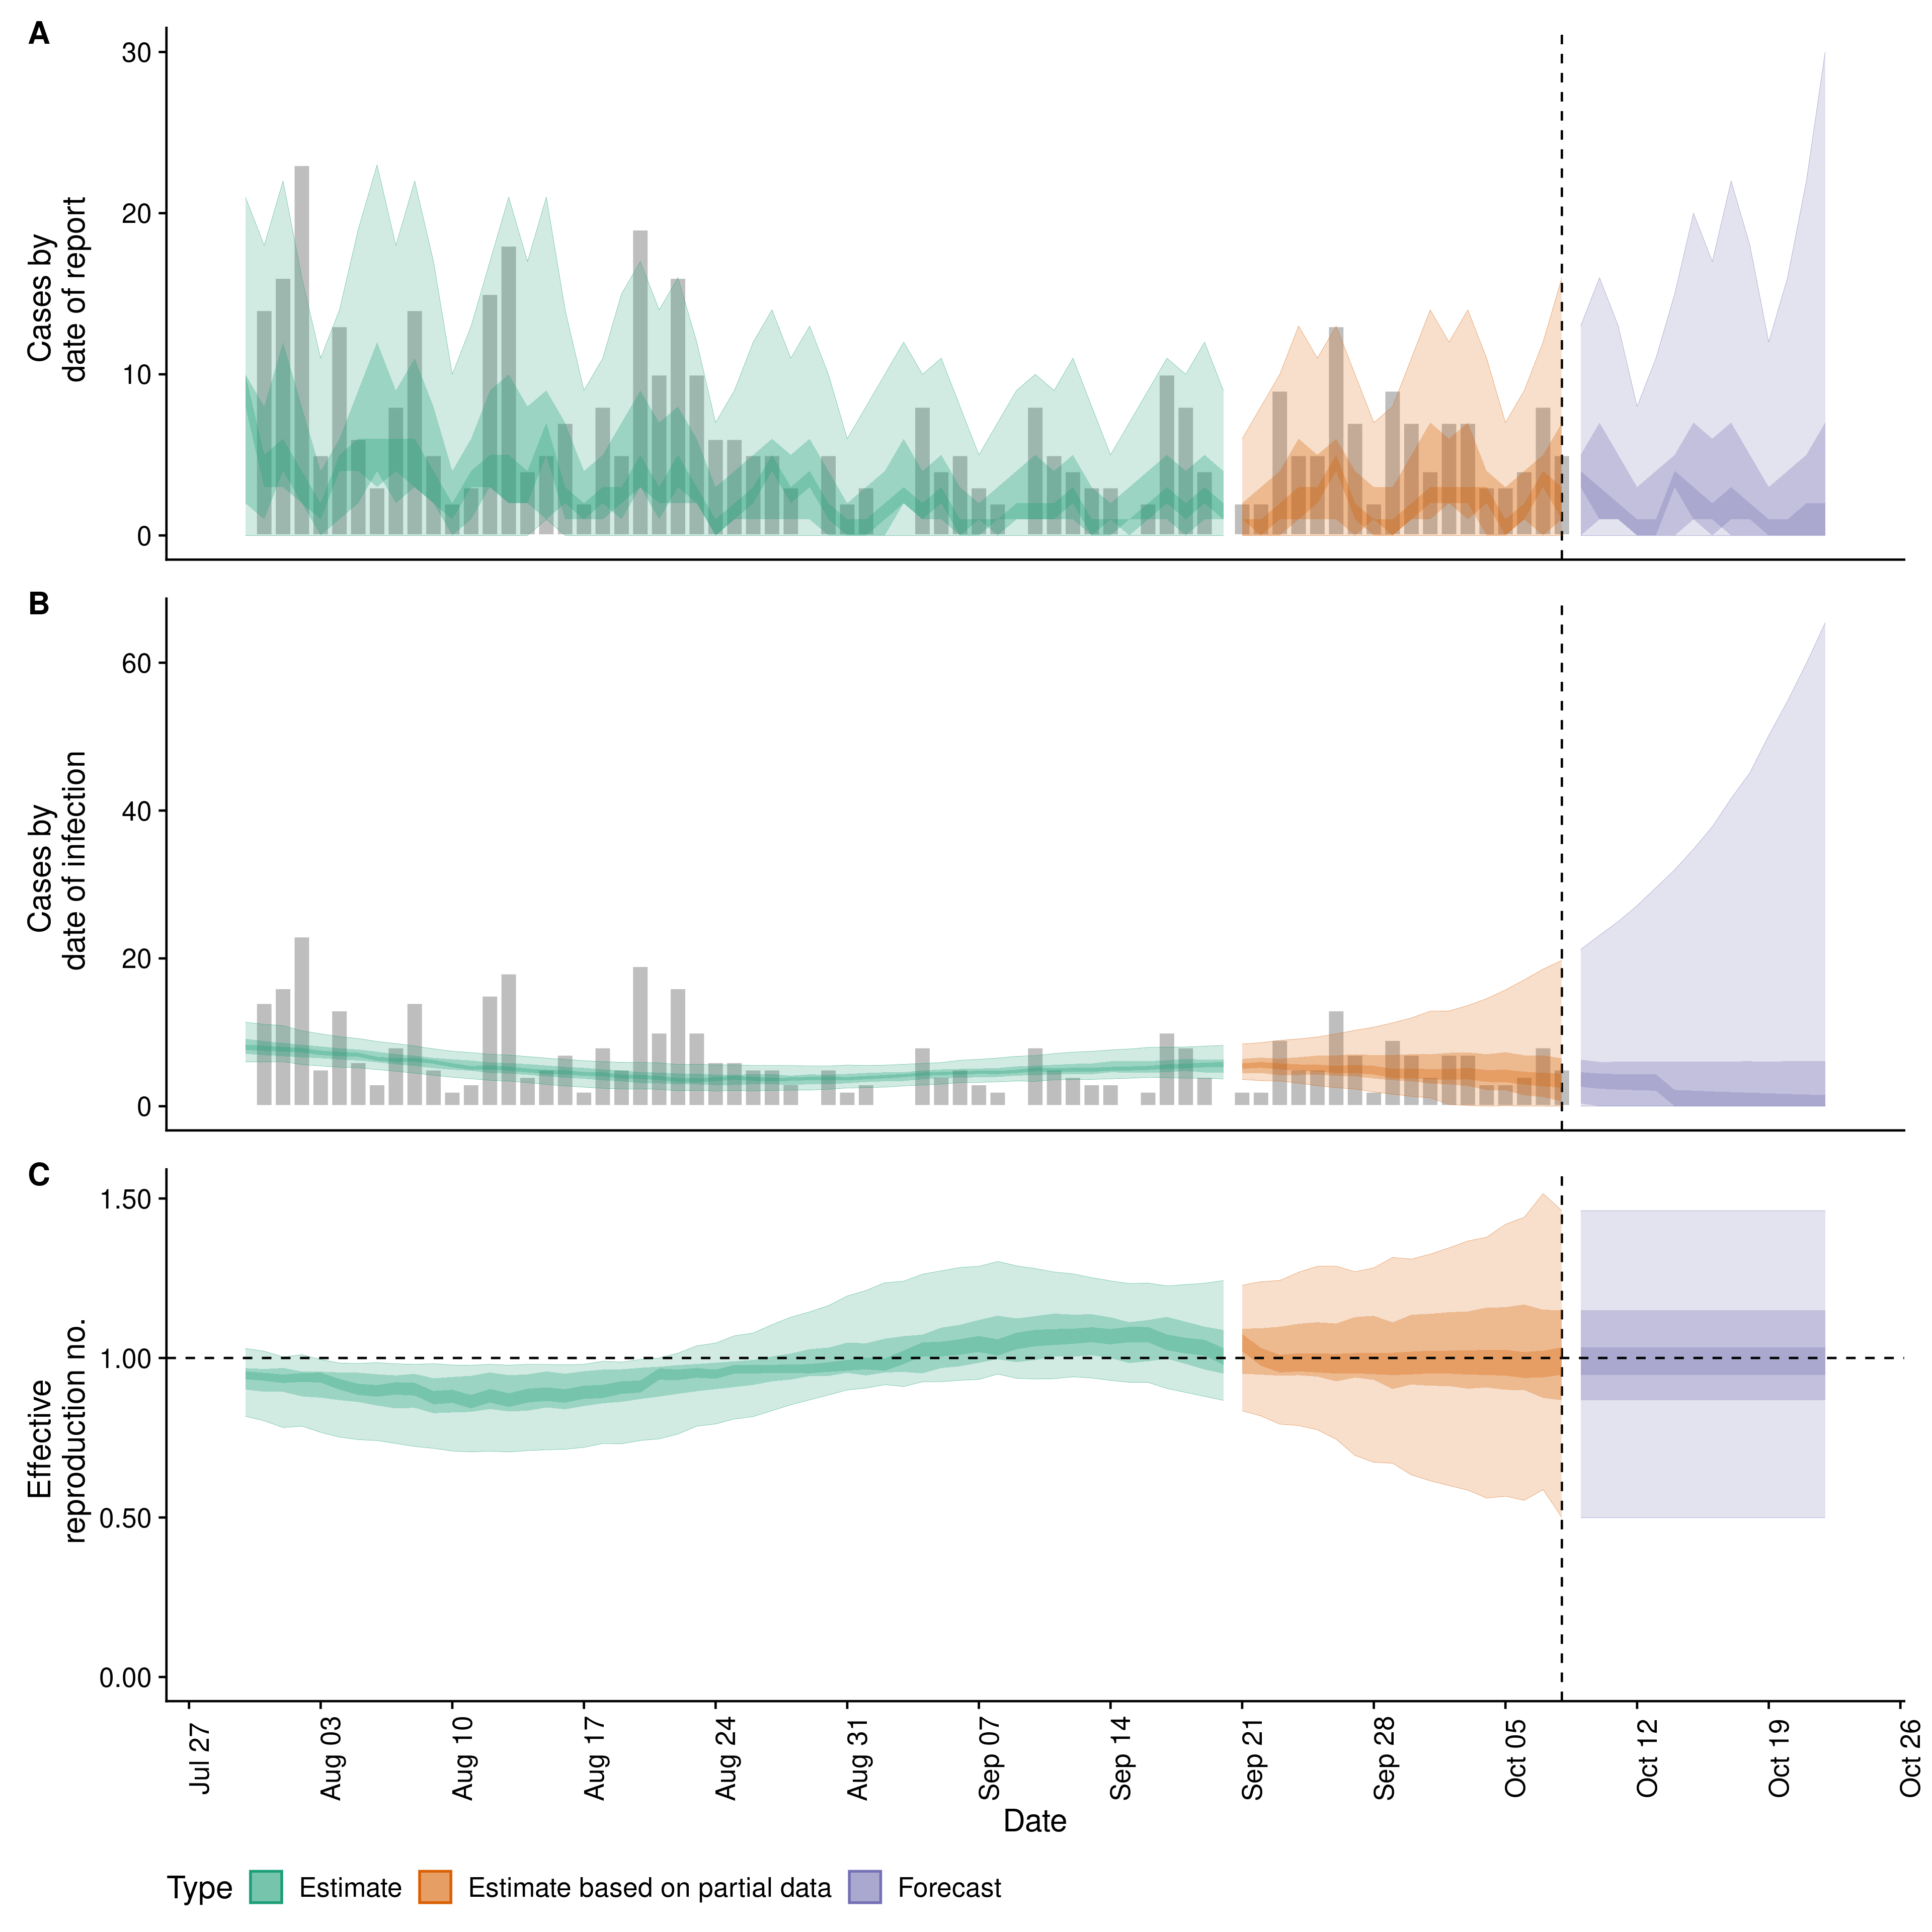 A
30
20
10
0
Cases by
date of report
B
60
40
20
0
Cases by
date of infection
C
1.50
1.00
0.50
0.00
Effective
reproduction no.
Jul 27
Aug 03
Aug 10
Aug 17
Aug 24
Aug 31
Sep 07
Sep 14
Sep 21
Sep 28
Oct 05
Oct 12
Oct 19
Oct 26
Date
Type Estimate Estimate based on partial data Forecast